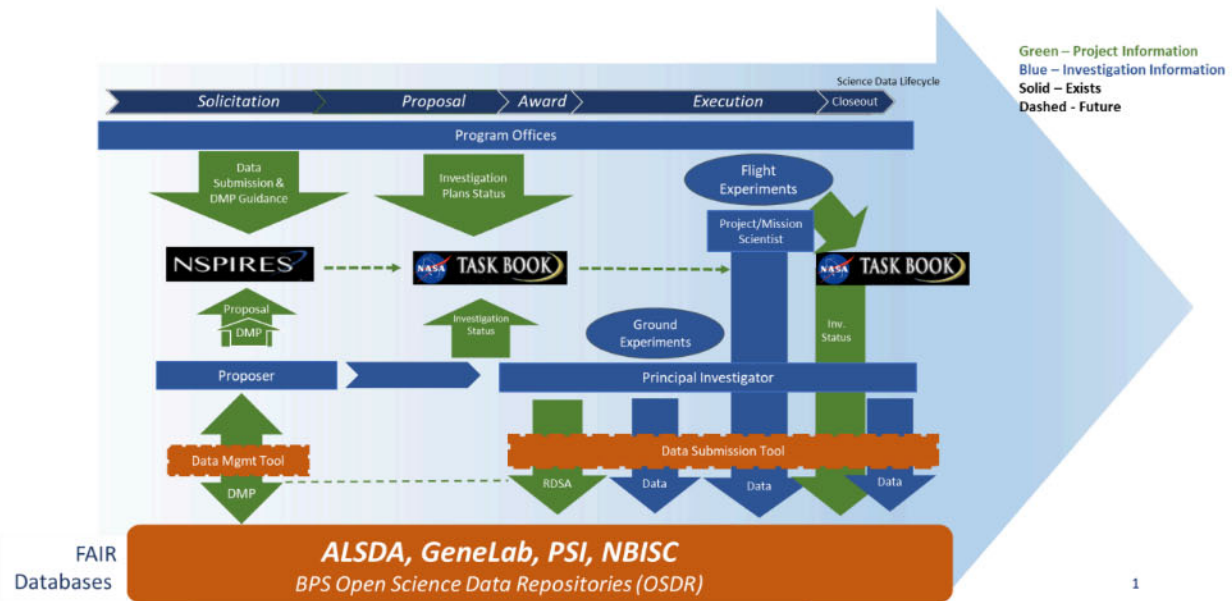 Green – Project Information
Blue – Investigation Information
Solid – Exists
Dashed - Future
Science Data Lifecycle
Solicitation
Proposal
Award
Execution
Closeout
Program Offices
Data
Submission &
DMP Guidance
Investigation
Plans Status
Flight
Experiments
Project/Mission
Scientist
NSPIRES
NASA TASK BOOK
NASA TASK BOOK
Proposal
DMP
Investigation
Status
Ground
Experiments
Inv.
Status
Proposer
Principal Investigator
Data Mgmt Tool
Data Submission Tool
DMP
RDSA
Data
Data
Data
FAIR
Databases
ALSDA, GeneLab, PSI, NBISC
BPS Open Science Data Repositories (OSDR)
1